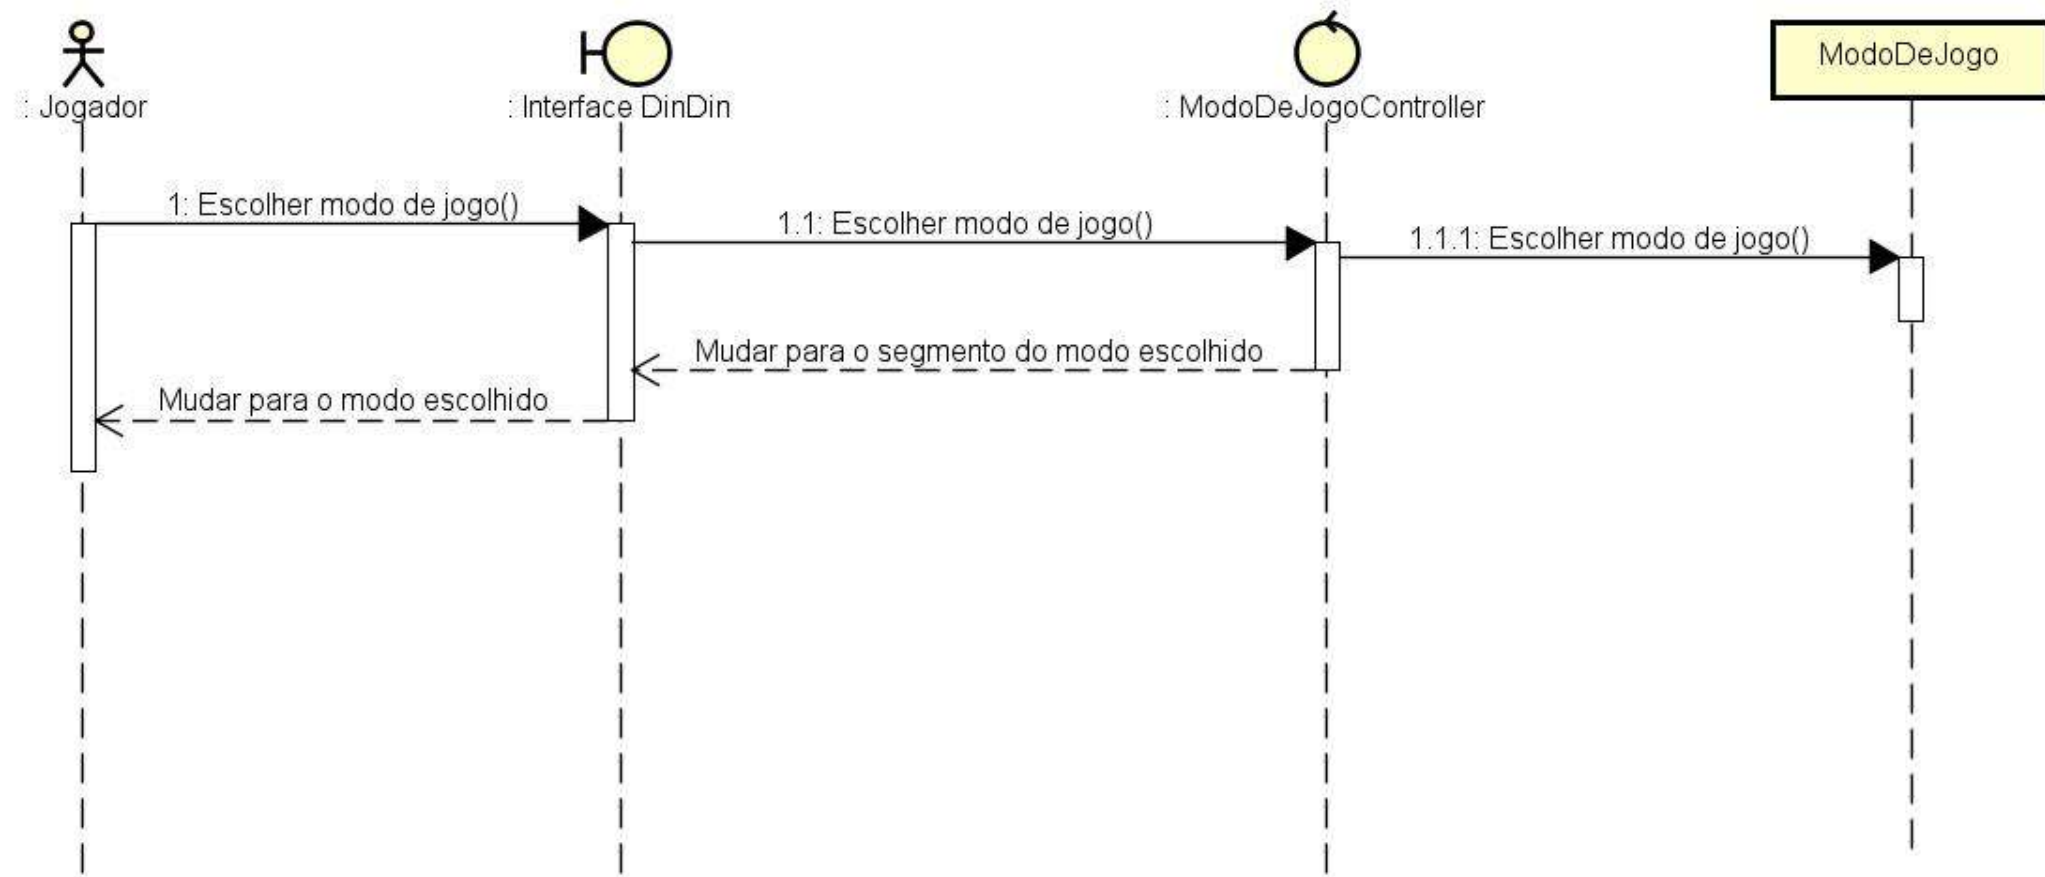 ModoDeJogo
: Jogador
: Interface DinDin
: ModoDeJogoController
1: Escolher modo de jogo()
1.1: Escolher modo de jogo()
1.1.1: Escolher modo de jogo()
Mudar para o segmento do modo escolhido
Mudar para o modo escolhido